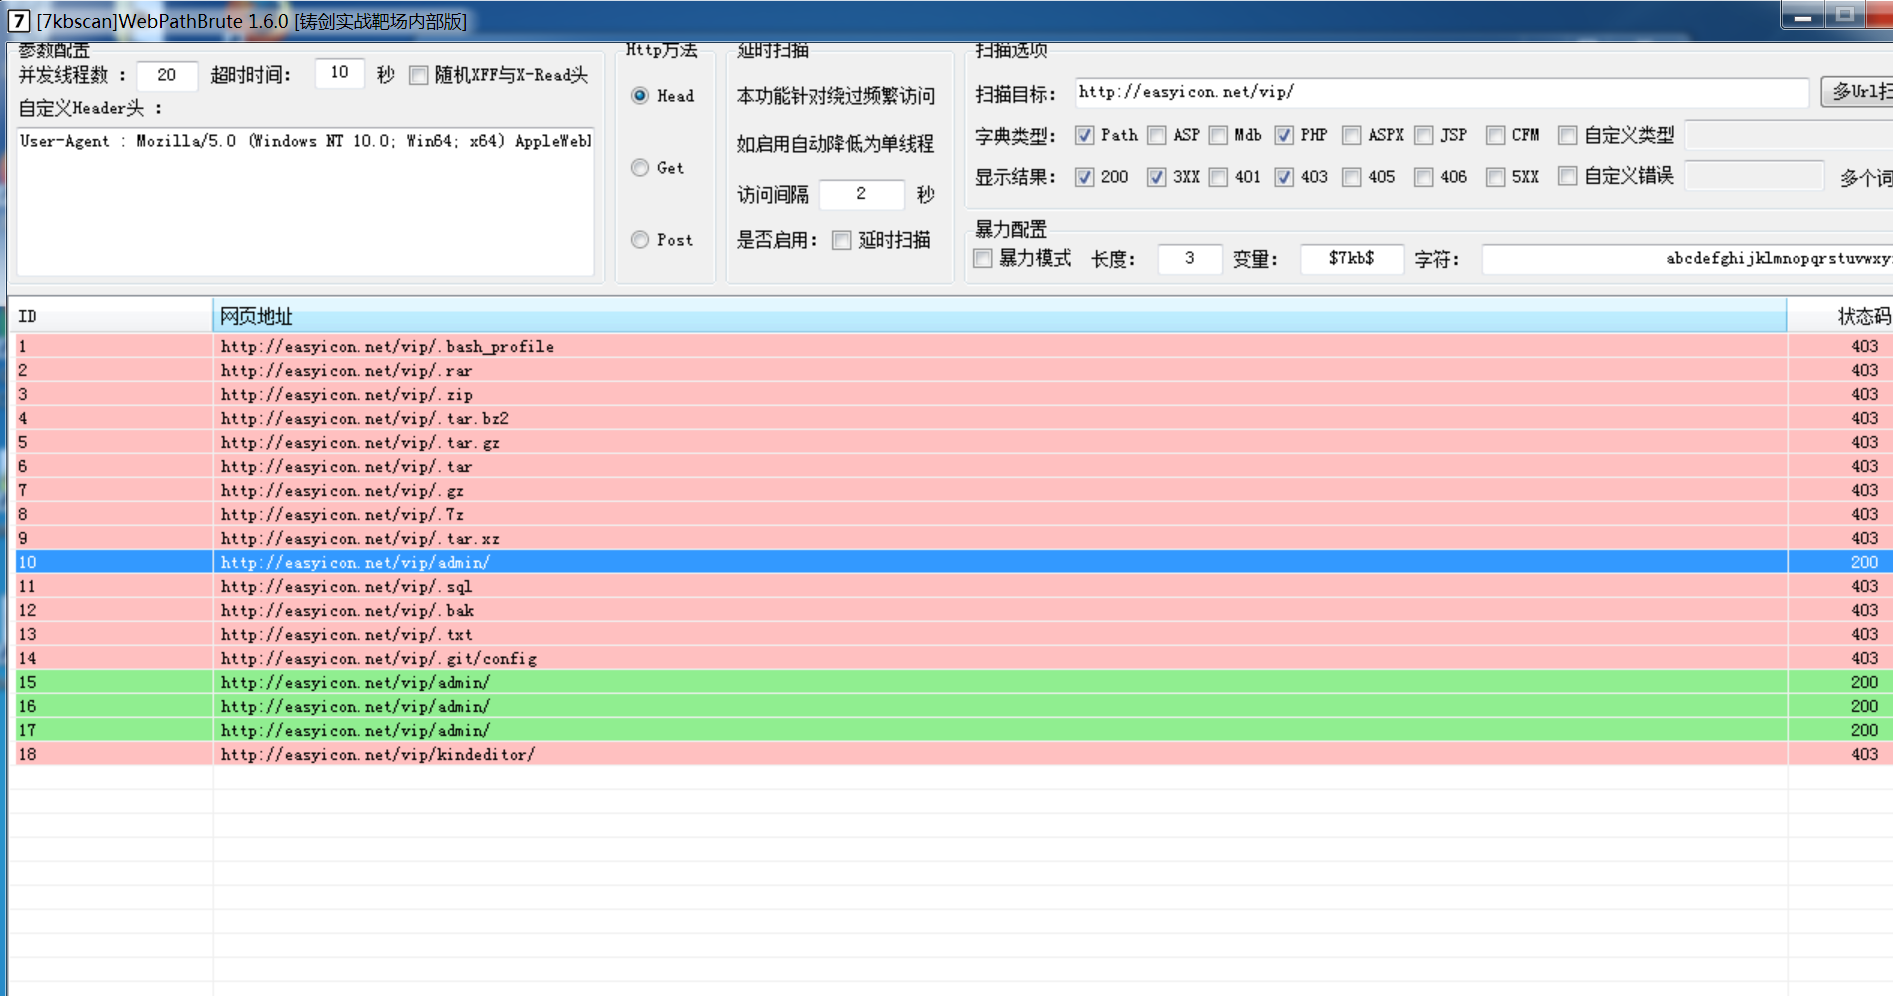 7 [7kbscan]WebPathBrute 1.6.0 [铸剑实战靶场内部版]
参数配置
并发线程数 : 20 超时时间: 10 秒 随机XFF与X-Read头
自定义Header头 :
User-Agent : Mozilla/5.0 (Windows NT 10.0; Win64; x64) AppleWebl
Http方法
Head
Get
Post
延时扫描
本功能针对绕过频繁访问
如启用自动降低为单线程
访问间隔 2 秒
是否启用: 延时扫描
扫描选项
扫描目标: http://easyicon.net/vip/ 多Url扫
字典类型: Path ASP Mdb PHP ASPX JSP CFM 自定义类型
显示结果: 200 3XX 401 403 405 406 5XX 自定义错误 多个词
暴力配置
暴力模式 长度: 3 变量: $7kb$ 字符: abcdefghijklmnopqrstuvwxy
ID 网页地址 状态码
1 http://easyicon.net/vip/.bash_profile 403
2 http://easyicon.net/vip/.rar 403
3 http://easyicon.net/vip/.zip 403
4 http://easyicon.net/vip/.tar.bz2 403
5 http://easyicon.net/vip/.tar.gz 403
6 http://easyicon.net/vip/.tar 403
7 http://easyicon.net/vip/.gz 403
8 http://easyicon.net/vip/.7z 403
9 http://easyicon.net/vip/.tar.xz 403
10 http://easyicon.net/vip/admin/ 200
11 http://easyicon.net/vip/.sql 403
12 http://easyicon.net/vip/.bak 403
13 http://easyicon.net/vip/.txt 403
14 http://easyicon.net/vip/.git/config 403
15 http://easyicon.net/vip/admin/ 200
16 http://easyicon.net/vip/admin/ 200
17 http://easyicon.net/vip/admin/ 200
18 http://easyicon.net/vip/kindeditor/ 403